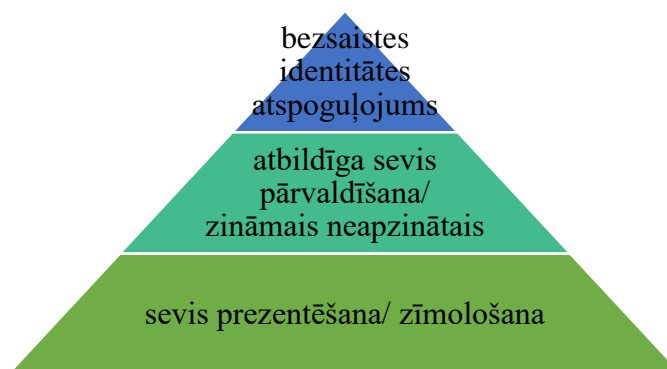 bezsaistes
identitātes
atspoguļojums
atbildīga sevis
pārvaldīšana/
zināmais neapzinātais
sevis prezentēšana/ zīmološana